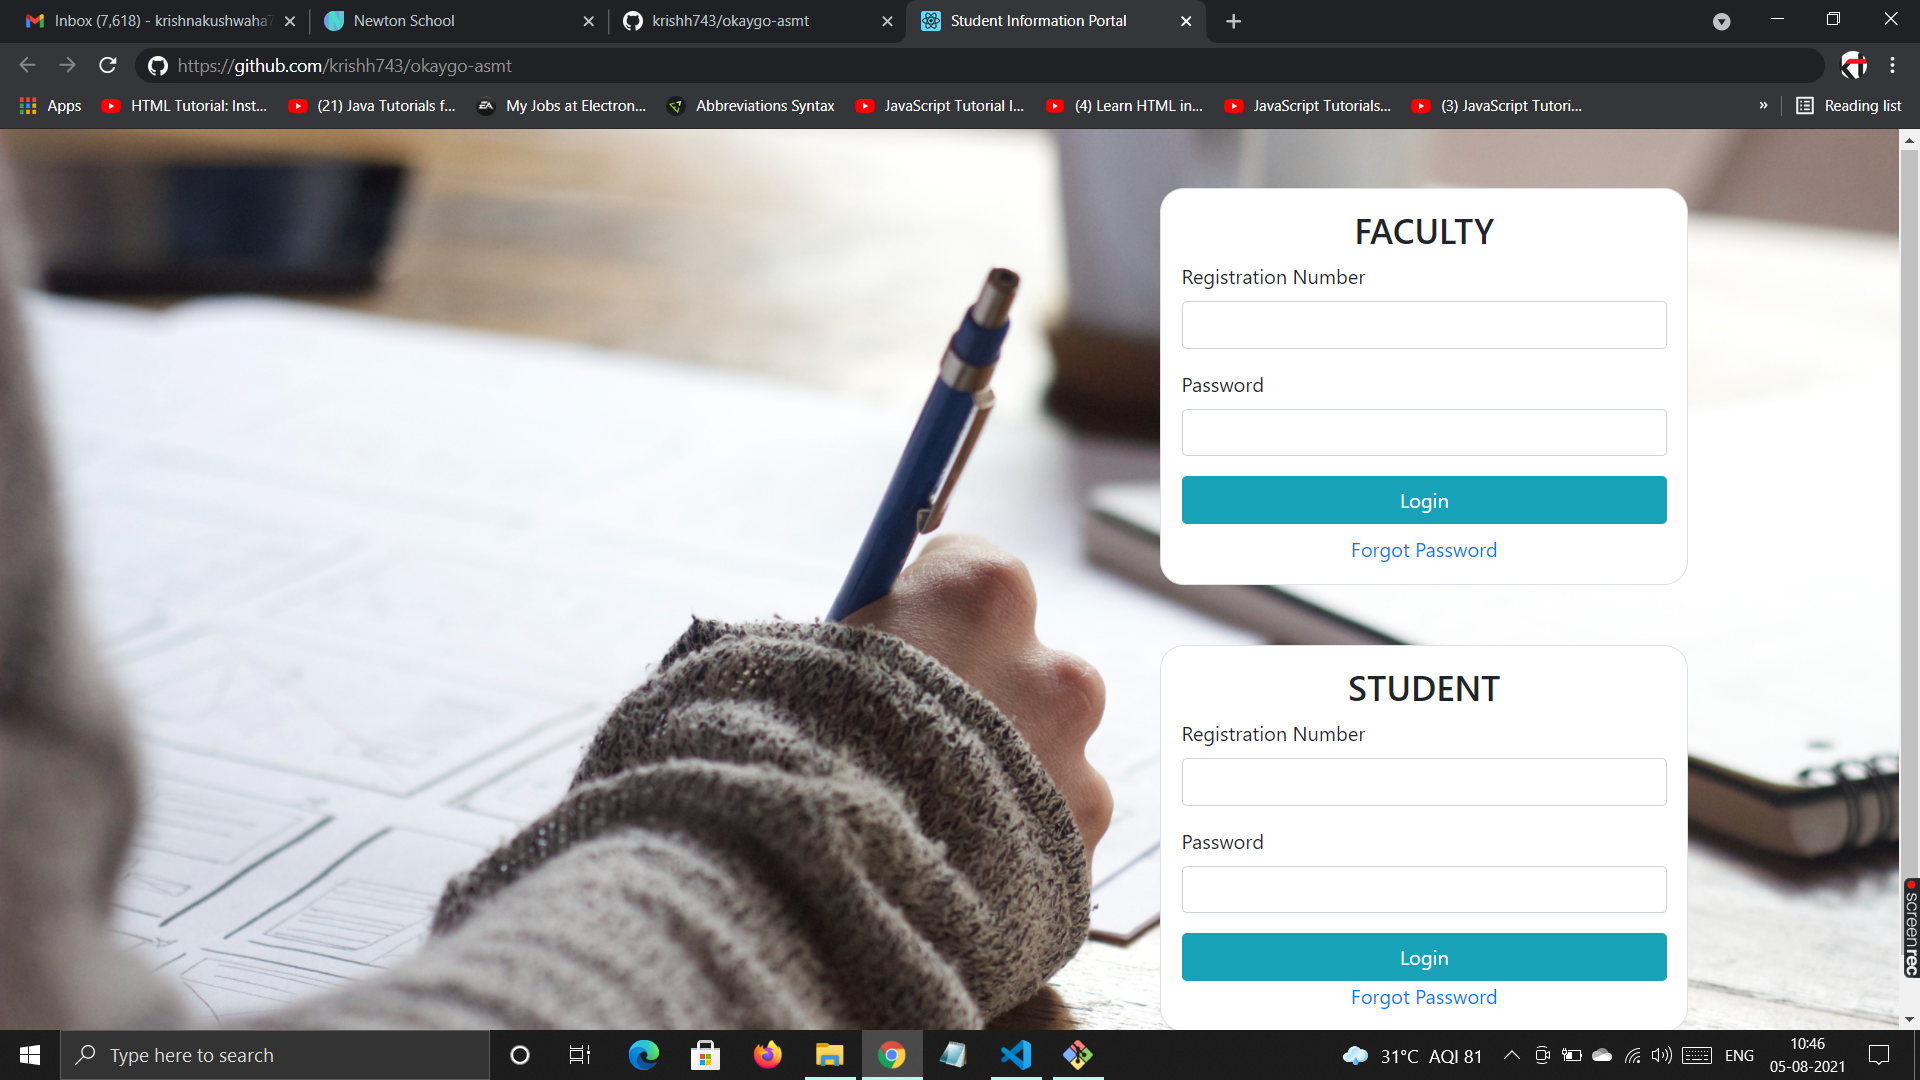 Inbox (7,618) - krishnakushwaha7
Newton School
krishh743/okaygo-asmt
Student Information Portal
https://github.com/krishh743/okaygo-asmt
Apps
HTML Tutorial: Inst...
(21) Java Tutorials f...
My Jobs at Electron...
Abbreviations Syntax
JavaScript Tutorial I...
(4) Learn HTML in...
JavaScript Tutorials...
(3) JavaScript Tutori...
»
Reading list
FACULTY
Registration Number
Password
Login
Forgot Password
STUDENT
Registration Number
Password
Login
Forgot Password
screenrec
Type here to search
31°C AQI 81
ENG
10:46
05-08-2021